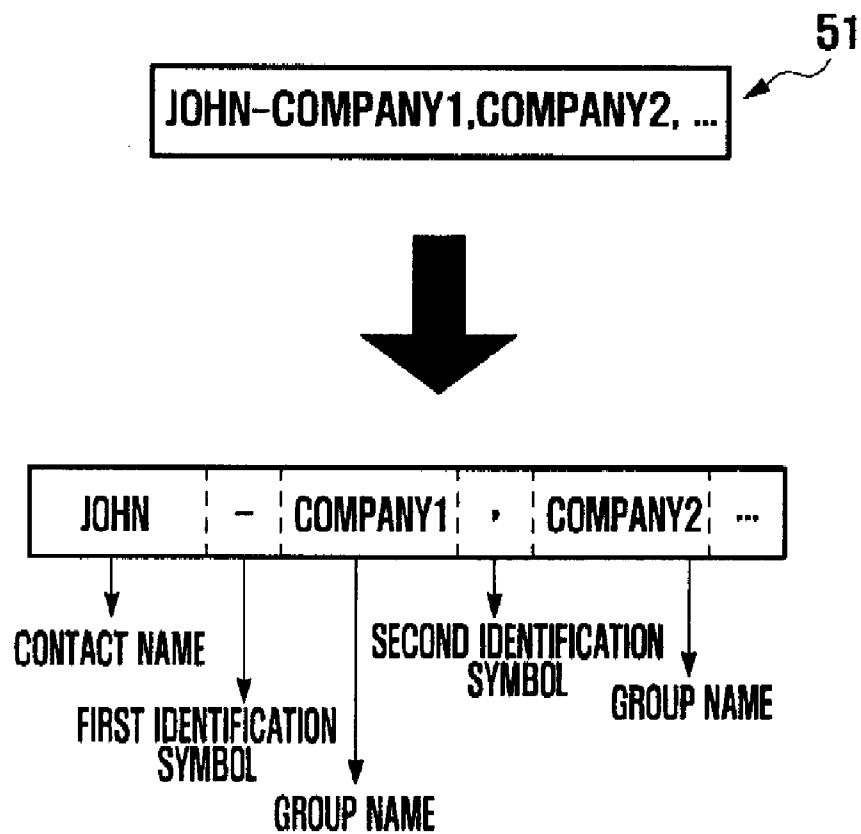 51
JOHN-COMPANY1,COMPANY2, ...
JOHN - COMPANY1 , COMPANY2 ...
CONTACT NAME
FIRST IDENTIFICATION
SYMBOL
GROUP NAME
SECOND IDENTIFICATION
SYMBOL
GROUP NAME